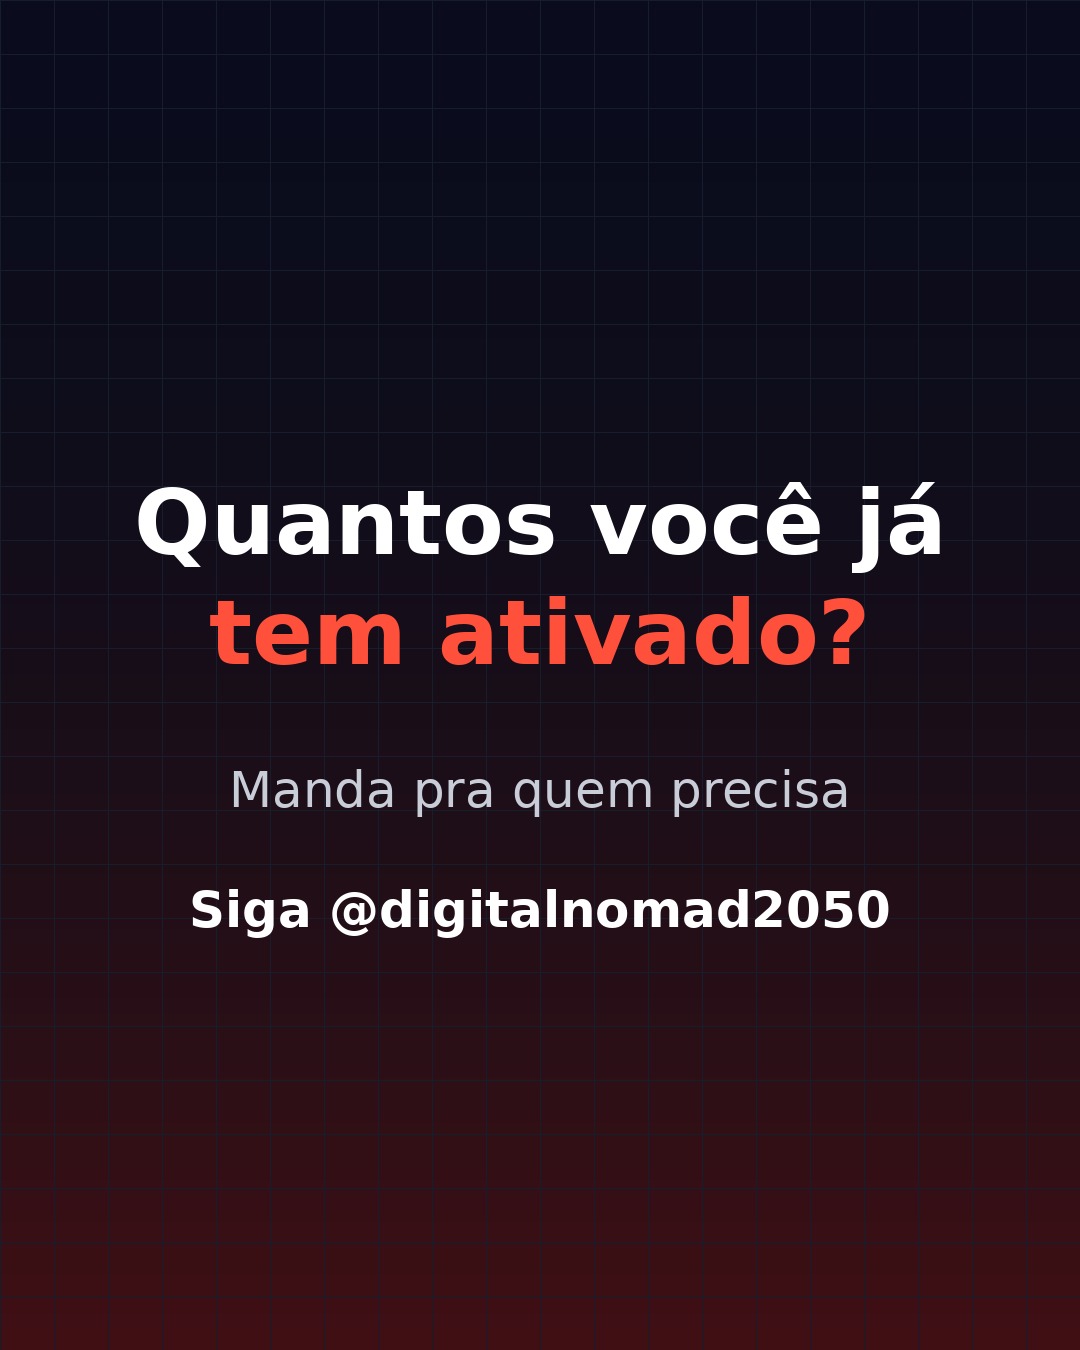 Quantos você já
tem ativado?
Manda pra quem precisa
Siga @digitalnomad2050